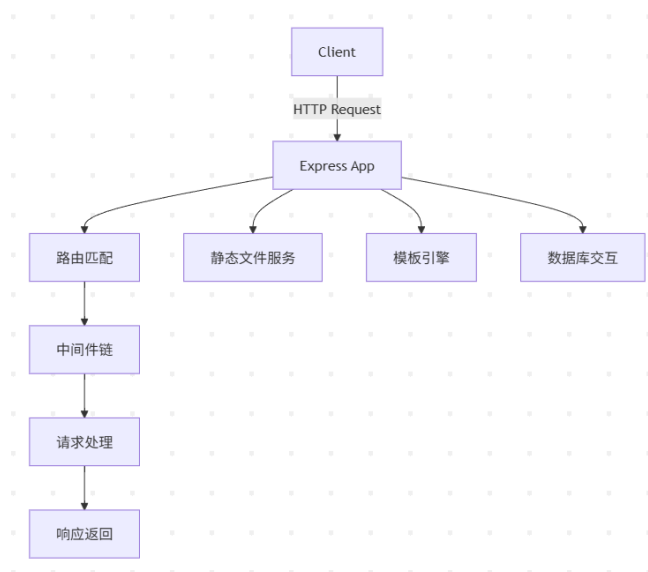 Client
HTTP Request
Express App
路由匹配
静态文件服务
模板引擎
数据库交互
中间件链
请求处理
响应返回